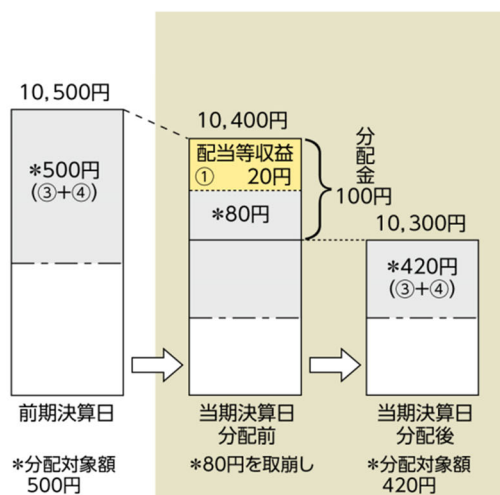 10,500円
*500円
(③+④)
前期決算日
*分配対象額
500円
10,400円
配当等収益
① 20円
*80円
分配金
100円
当期決算日
分配前
*80円を取崩し
10,300円
*420円
(③+④)
当期決算日
分配後
*分配対象額
420円